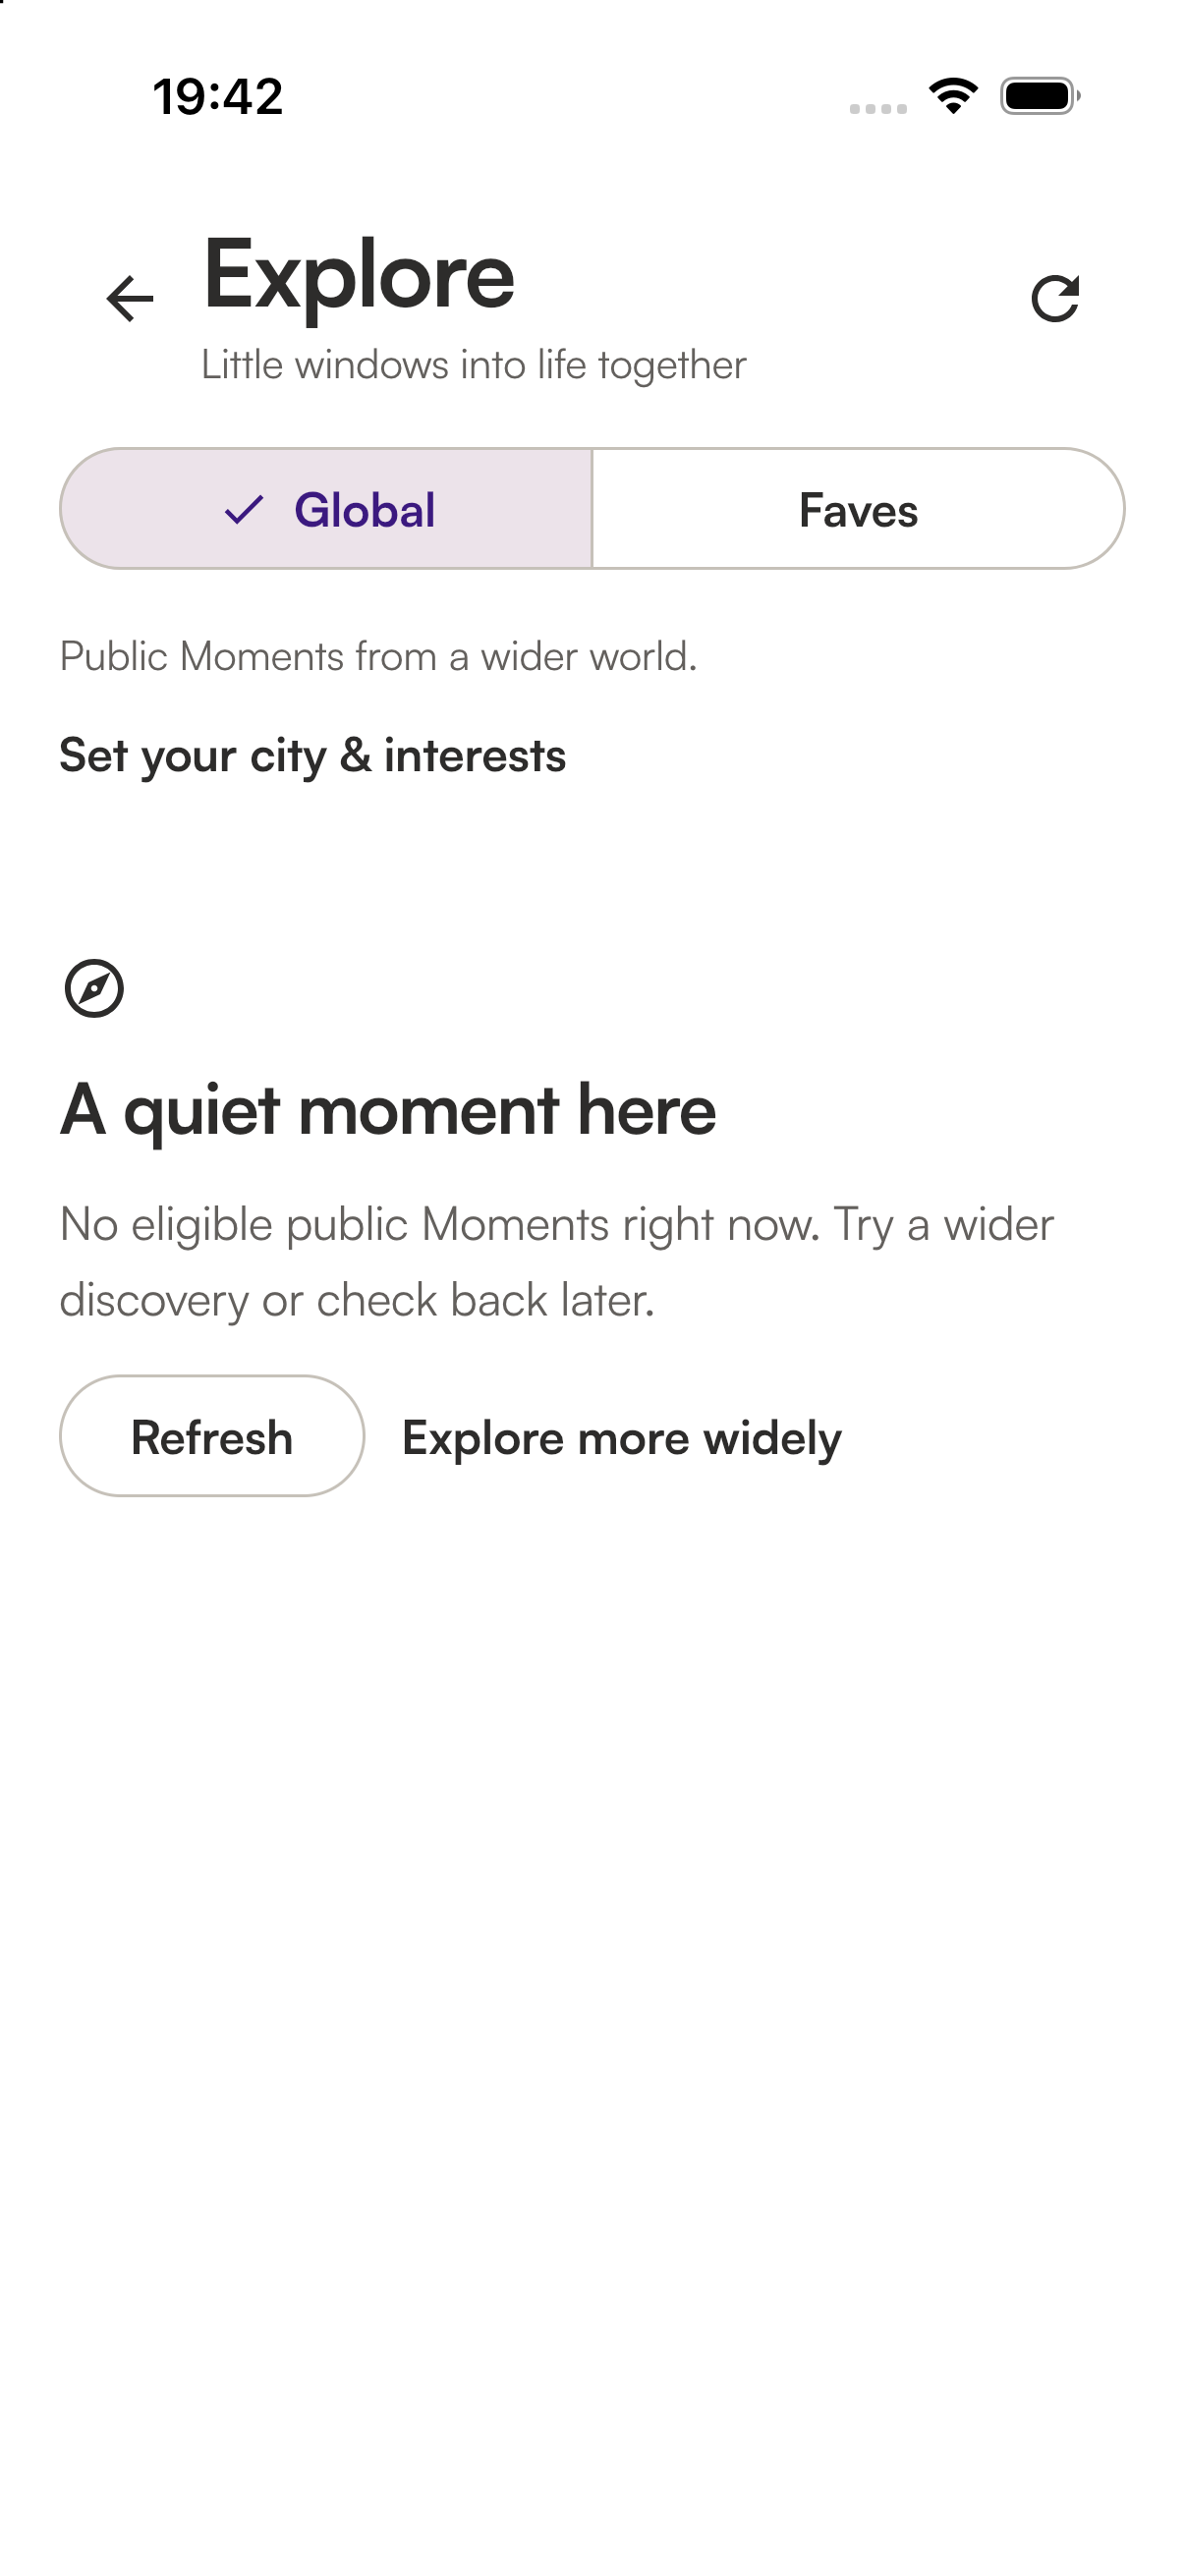 19:42
Explore
Little windows into life together
Global
Faves
Public Moments from a wider world.
Set your city & interests
A quiet moment here
No eligible public Moments right now. Try a wider
discovery or check back later.
Refresh
Explore more widely